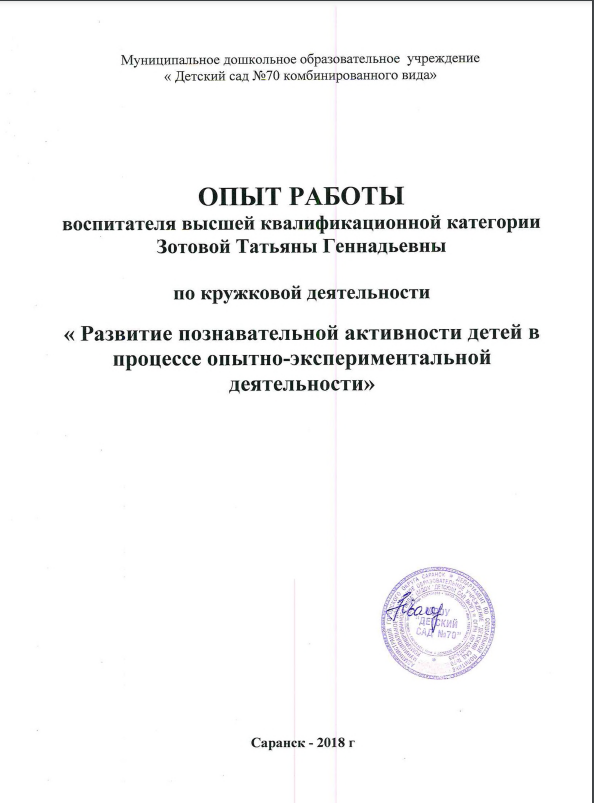 Муниципальное дошкольное образовательное учреждение
« Детский сад №70 комбинированного вида»
ОПЫТ РАБОТЫ
воспитателя высшей квалификационной категории
Зотовой Татьяны Геннадьевны
по кружковой деятельности
« Развитие познавательной активности детей в
процессе опытно-экспериментальной
деятельности»
"ДЕТСКИЙ
САД №70"
Саранск - 2018 г